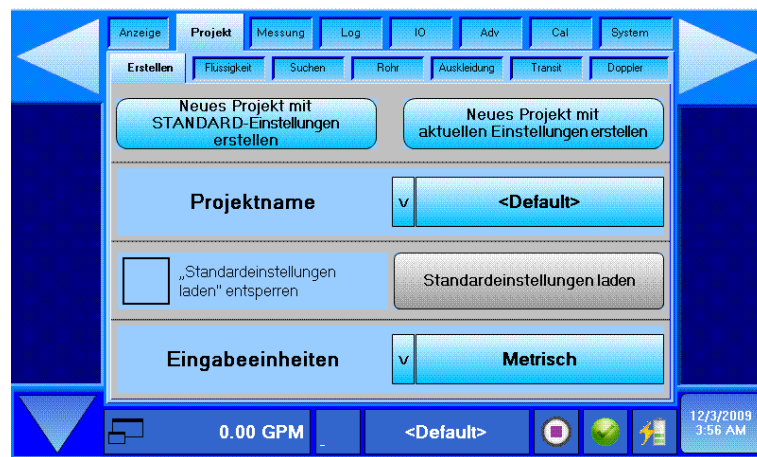 Anzeige Projekt Messung Log IO Adv Cal System
Erstellen Flüssigkeit Suchen Rohr Auskleidung Transit Doppler
Neues Projekt mit
STANDARD-Einstellungen
erstellen
Neues Projekt mit
aktuellen Einstellungen erstellen
Projektname
v
<Default>
„Standardeinstellungen
laden" entsperren
Standardeinstellungen laden
Eingabeeinheiten
v
Metrisch
0.00 GPM
_
<Default>
12/3/2009
3:56 AM